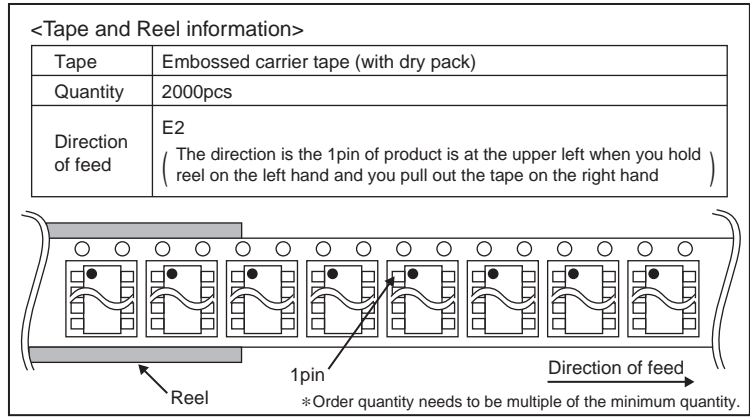 <Tape and Reel information>
Tape Embossed carrier tape (with dry pack)
Quantity 2000pcs
Direction of feed E2
( The direction is the 1pin of product is at the upper left when you hold
reel on the left hand and you pull out the tape on the right hand )
1pin
Direction of feed
Reel
*Order quantity needs to be multiple of the minimum quantity.